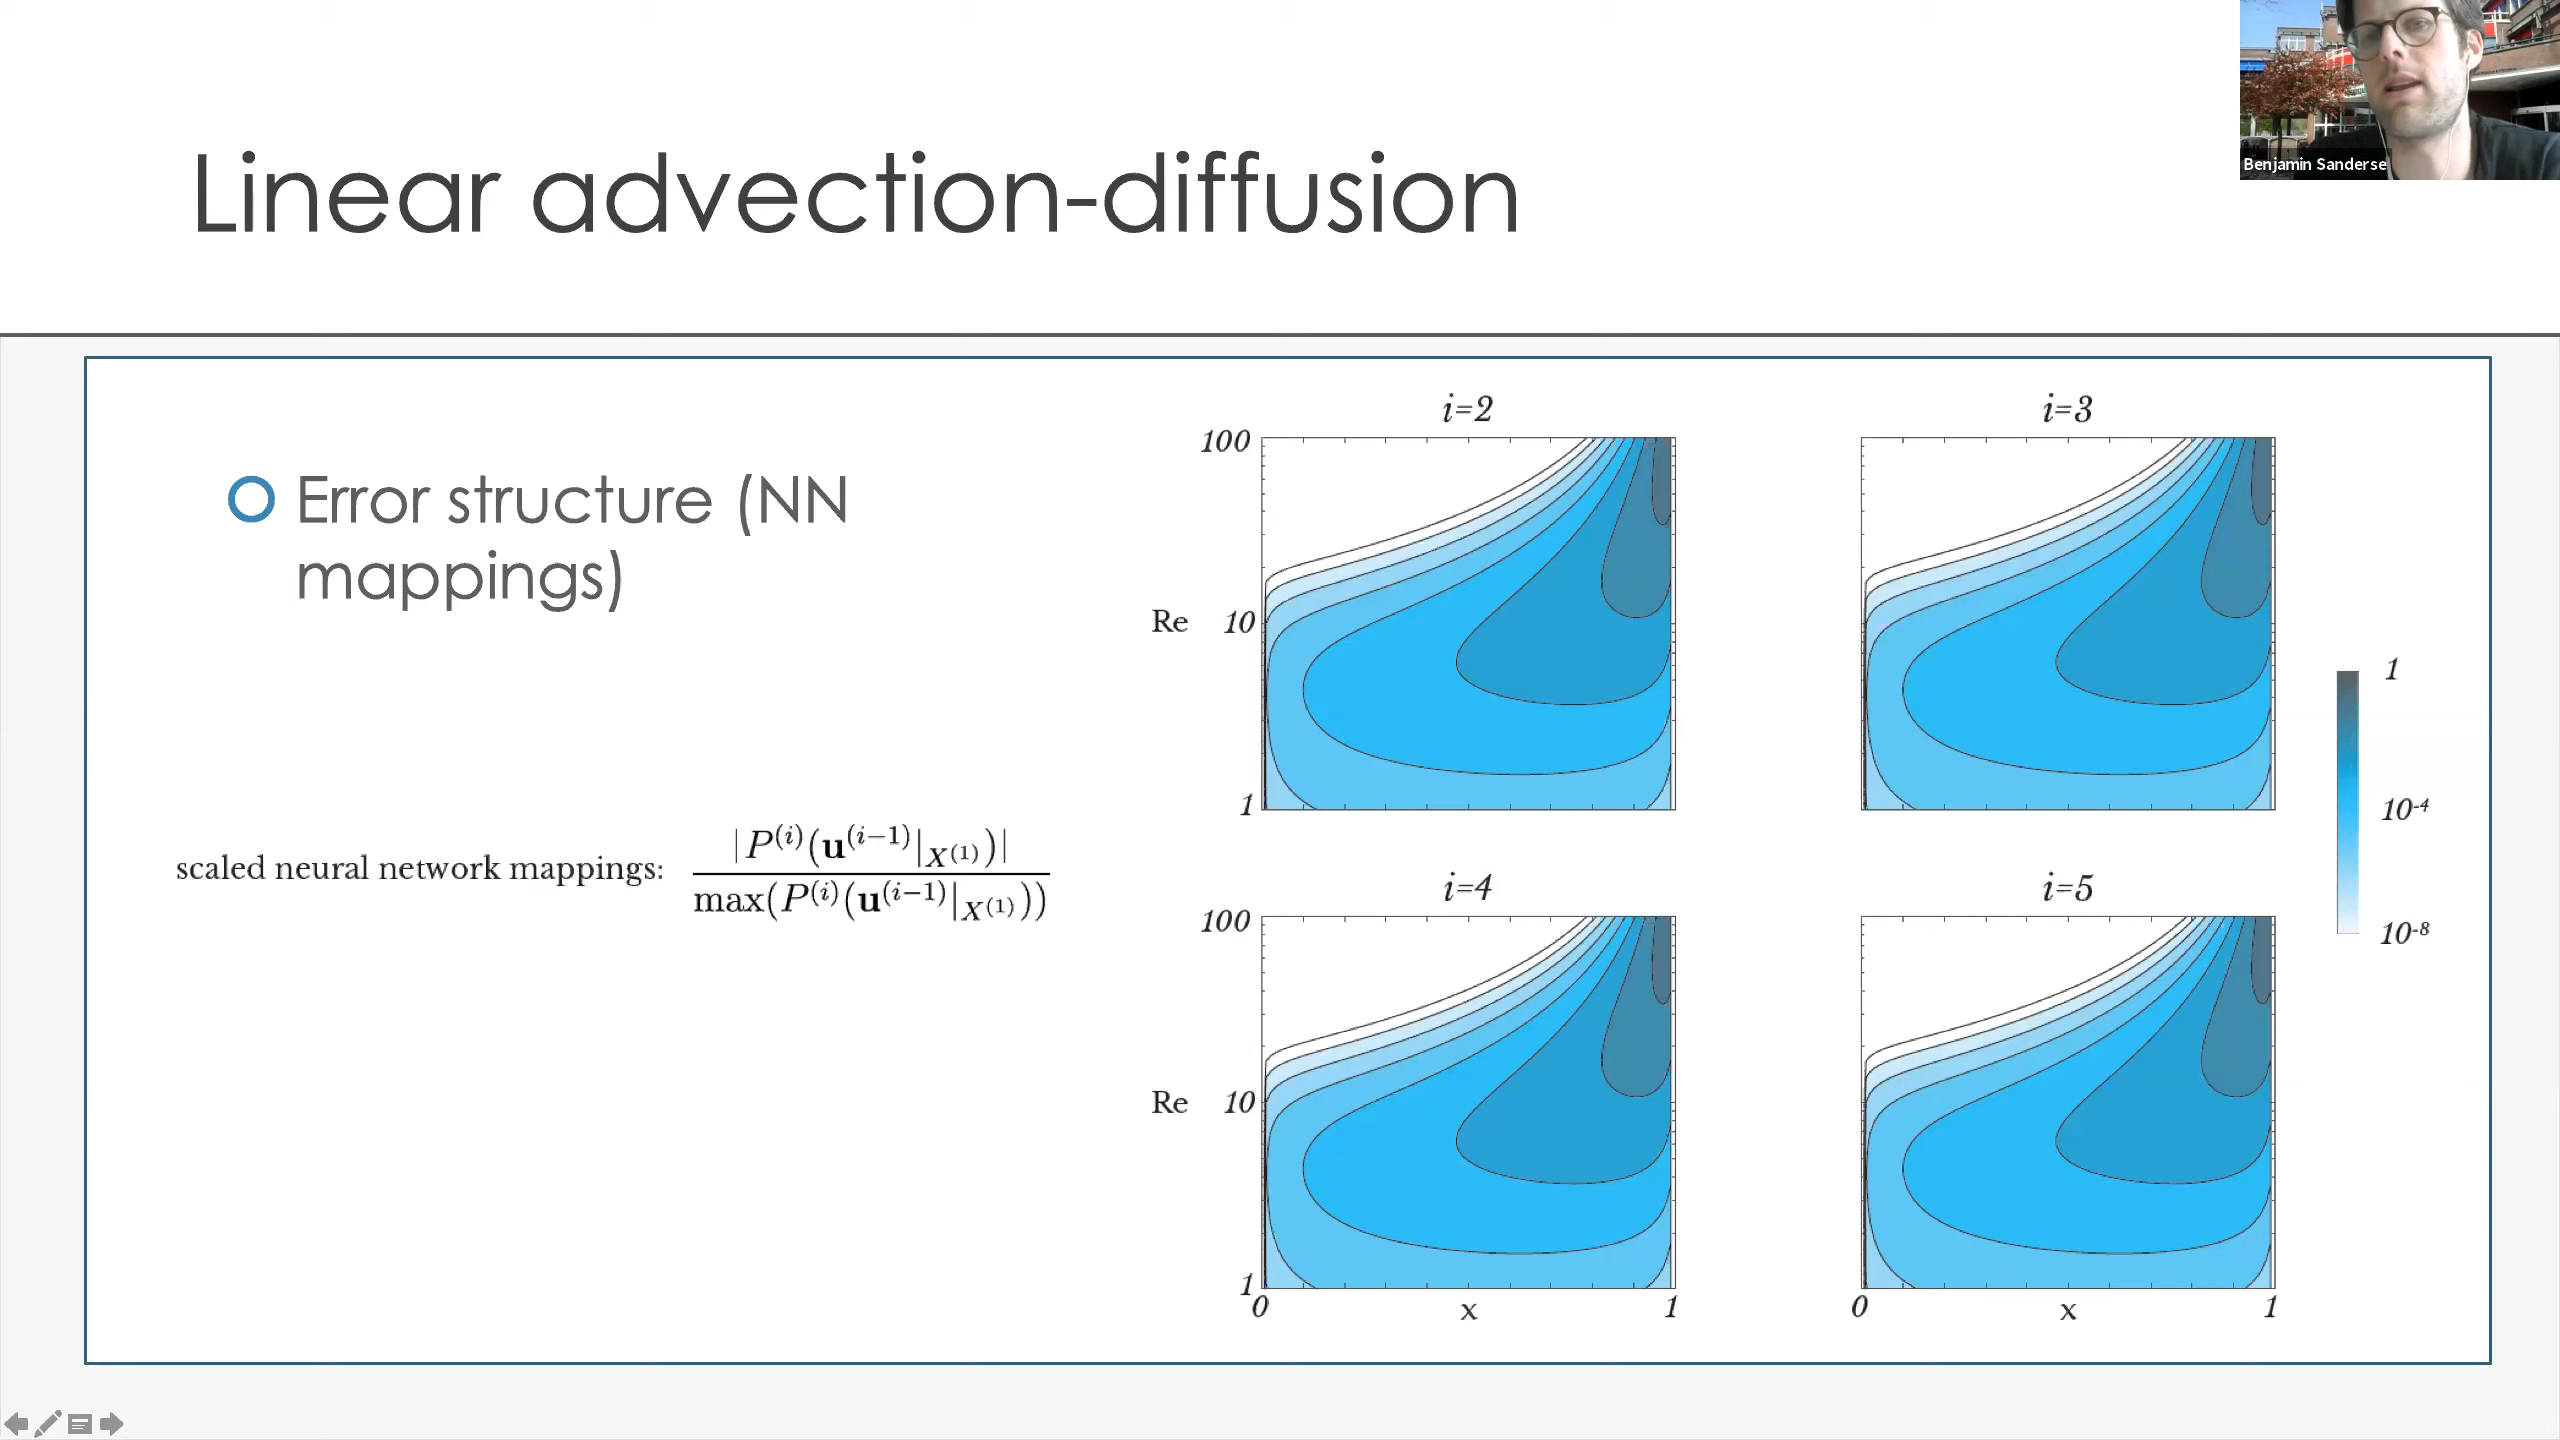 Benjamin Sanderse
Linear advection-diffusion
Error structure (NN
mappings)
scaled neural network mappings: |P^{(i)}(u^{(i-1)}|_{X^{(1)}})| / max(P^{(i)}(u^{(i-1)}|_{X^{(1)}}))
i=2
100
Re 10
1
i=3
i=4
100
Re 10
1
0 x 1
i=5
0 x 1
1
10^{-4}
10^{-8}